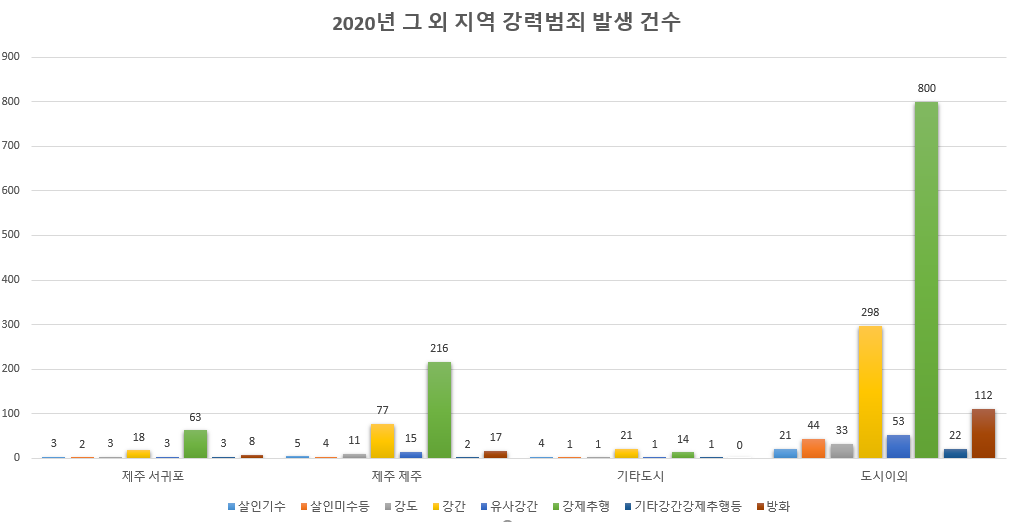 2020년 그 외 지역 강력범죄 발생 건수
900
800
700
600
500
400
300
200
100
0
3 2 3 18 3 63 3 8
5 4 11 77 15 216 2 17
4 1 1 21 1 14 1 0
21 44 33 298 53 800 22 112
제주 서귀포 제주 제주 기타도시 도시이외
살인기수 살인미수등 강도 강간 유사강간 강제추행 기타강간강제추행등 방화